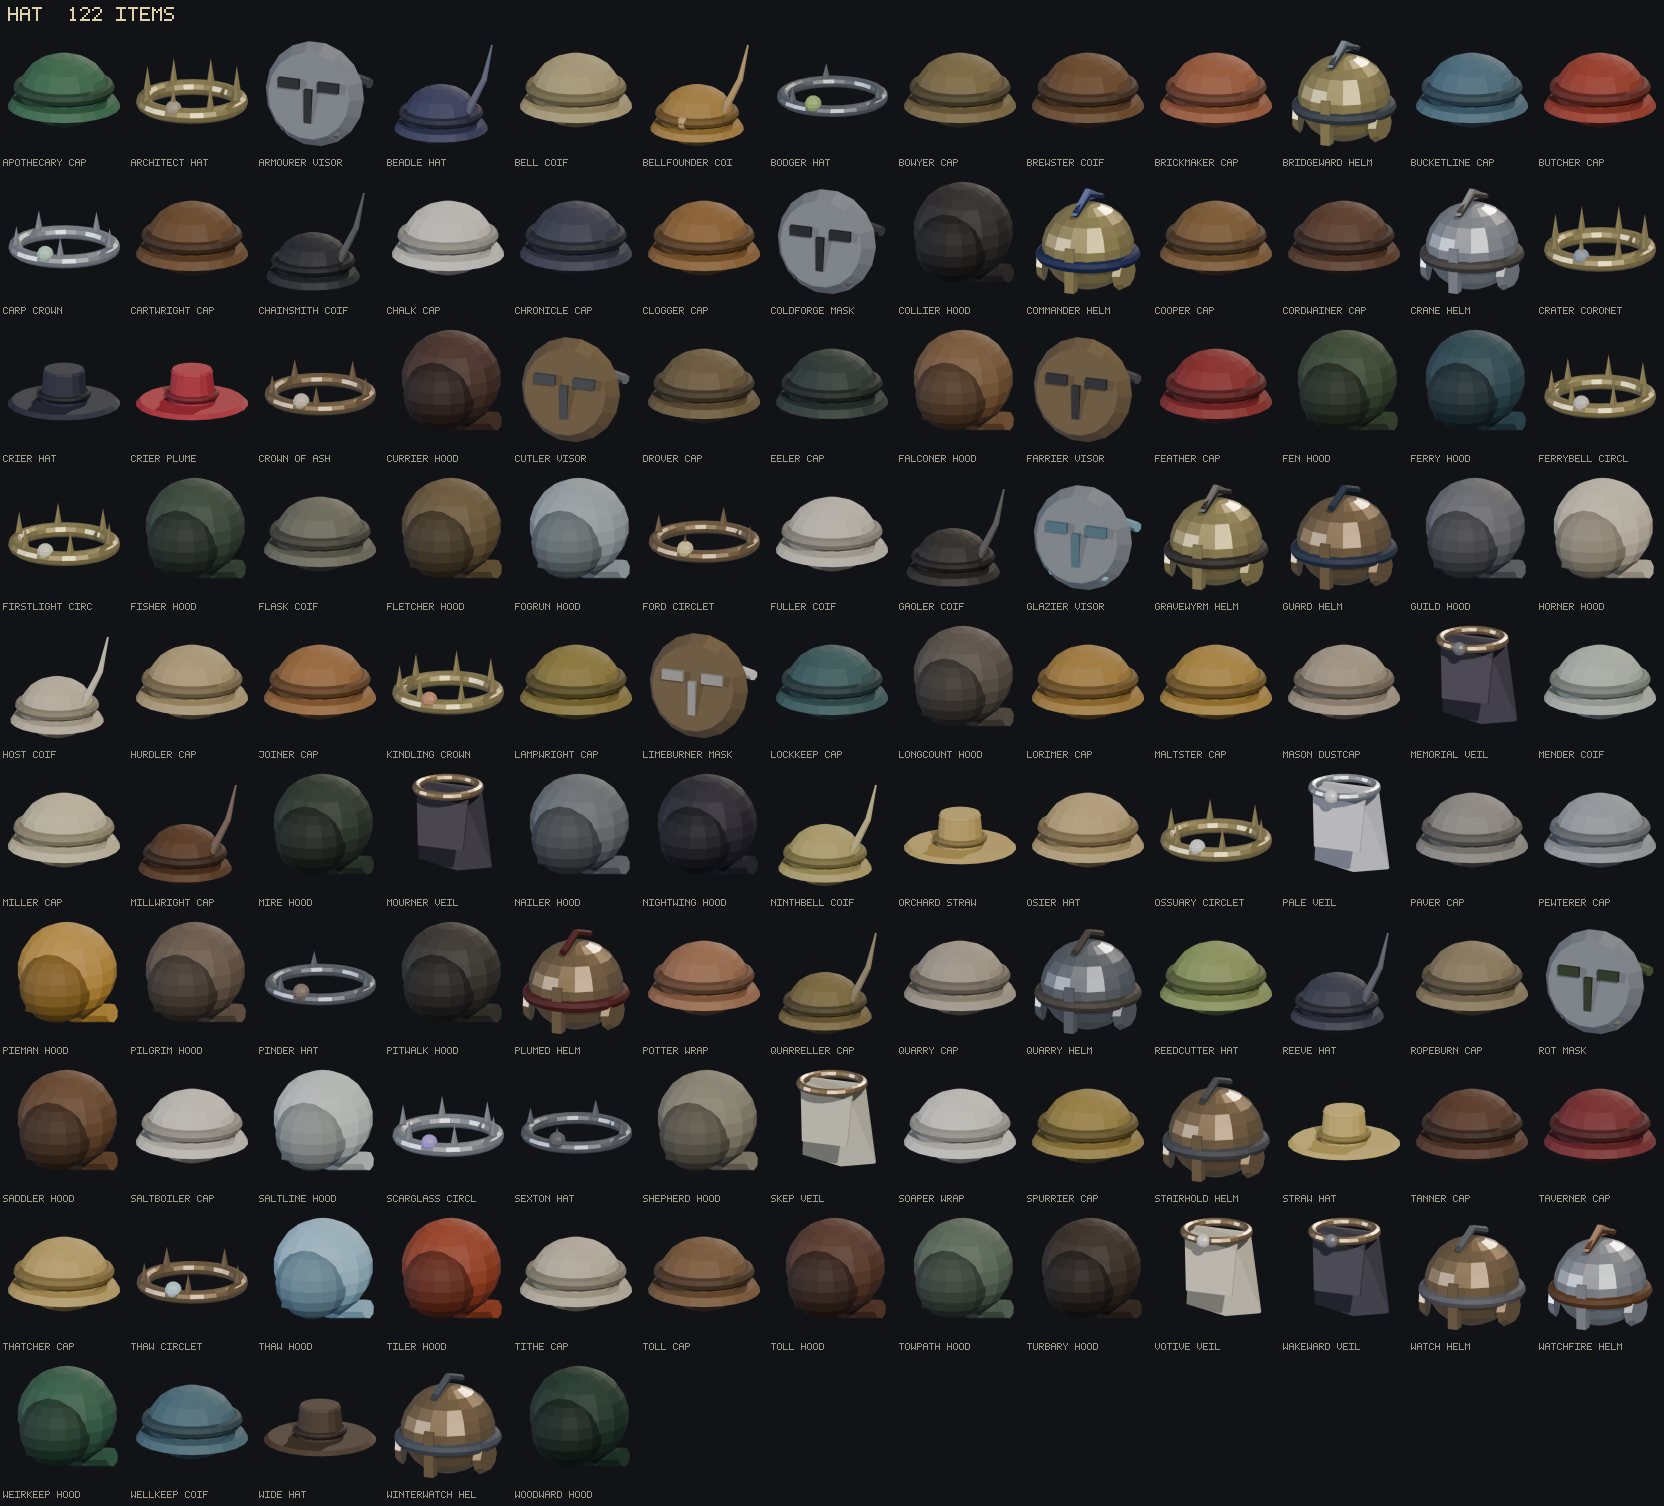 HAT 122 ITEMS
APOTHECARY CAP ARCHITECT HAT ARMOURER VISOR BEADLE HAT BELL COIF BELLFOUNDER COI BODGER HAT BOWYER CAP BREWSTER COIF BRICKMAKER CAP BRIDGEWARD HELM BUCKETLINE CAP BUTCHER CAP
CARP CROWN CARTWRIGHT CAP CHAINSMITH COIF CHALK CAP CHRONICLE CAP CLOGGER CAP COLDFORGE MASK COLLIER HOOD COMMANDER HELM COOPER CAP CORDWAINER CAP CRANE HELM CRATER CORONET
CRIER HAT CRIER PLUME CROWN OF ASH CURRIER HOOD CUTLER VISOR DROVER CAP EELER CAP FALCONER HOOD FARRIER VISOR FEATHER CAP FEN HOOD FERRY HOOD FERRYBELL CIRCL
FIRSTLIGHT CIRC FISHER HOOD FLASK COIF FLETCHER HOOD FOGRUN HOOD FORD CIRCLET FULLER COIF GAOLER COIF GLAZIER VISOR GRAVEWYRM HELM GUARD HELM GUILD HOOD HORNER HOOD
HOST COIF HURDLER CAP JOINER CAP KINDLING CROWN LAMPWRIGHT CAP LIMEBURNER MASK LOCKKEEP CAP LONGCOUNT HOOD LORIMER CAP MALTSTER CAP MASON DUSTCAP MEMORIAL VEIL MENDER COIF
MILLER CAP MILLWRIGHT CAP MIRE HOOD MOURNER VEIL NAILER HOOD NIGHTWING HOOD NINTHBELL COIF ORCHARD STRAW OSIER HAT OSSUARY CIRCLET PALE VEIL PAVER CAP PEWTERER CAP
PIEMAN HOOD PILGRIM HOOD PINDER HAT PITWALK HOOD PLUMED HELM POTTER WRAP QUARRELLER CAP QUARRY CAP QUARRY HELM REEDCUTTER HAT REEVE HAT ROPEBURN CAP ROT MASK
SADDLER HOOD SALTBOILER CAP SALTLINE HOOD SCARGLASS CIRCL SEXTON HAT SHEPHERD HOOD SKEP VEIL SOAPER WRAP SPURRIER CAP STAIRHOLD HELM STRAW HAT TANNER CAP TAVERNER CAP
THATCHER CAP THAW CIRCLET THAW HOOD TILER HOOD TITHE CAP TOLL CAP TOLL HOOD TOWPATH HOOD TURBARY HOOD VOTIVE VEIL WAKEWARD VEIL WATCH HELM WATCHFIRE HELM
WEIRKEEP HOOD WELLKEEP COIF WIDE HAT WINTERWATCH HEL WOODWARD HOOD